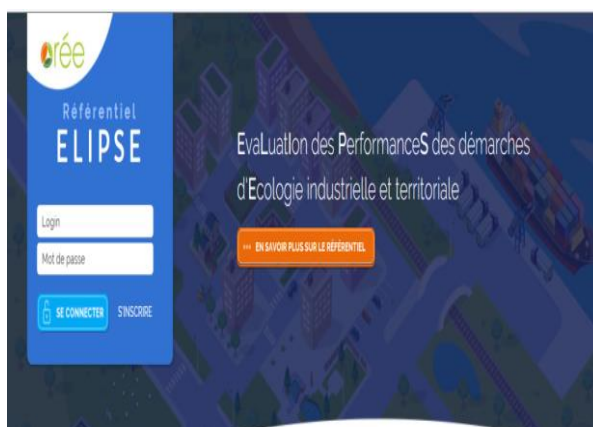 orée
Référentiel
ELIPSE
Login
Mot de passe
SE CONNECTER S'INSCRIRE
EvaLuatIon des PerformanceS des démarches
d'Ecologie industrielle et territoriale
EN SAVOIR PLUS SUR LE RÉFÉRENTIEL